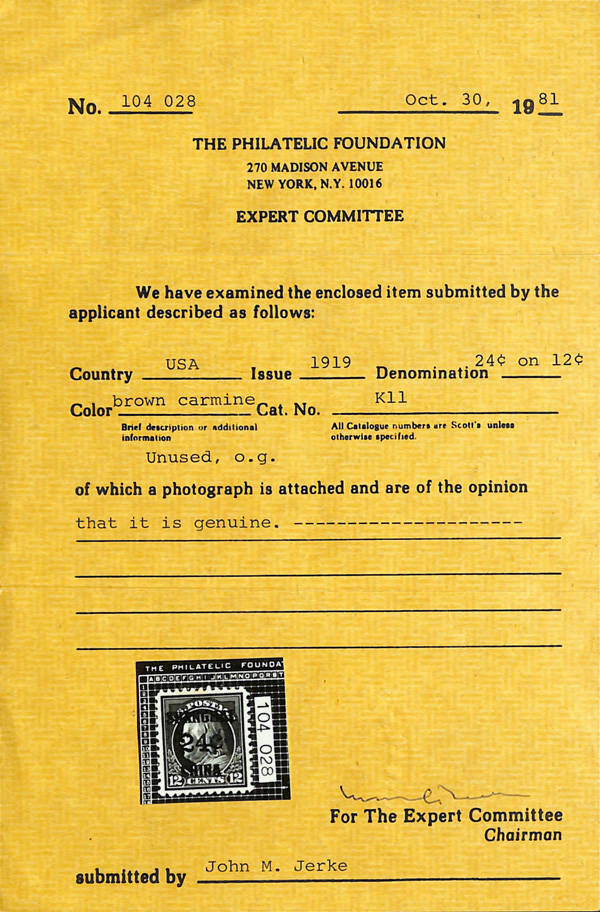 No. 104 028 Oct. 30, 1981
THE PHILATELIC FOUNDATION
270 MADISON AVENUE
NEW YORK, N.Y. 10016
EXPERT COMMITTEE
We have examined the enclosed item submitted by the
applicant described as follows:
Country USA Issue 1919 Denomination 24¢ on 12¢
Color brown carmine Cat. No. K11
Brief description or additional All Catalogue numbers are Scott's unless
information otherwise specified.
Unused, o.g.
of which a photograph is attached and are of the opinion
that it is genuine. ----------------------
THE PHILATELIC FOUNDA
ABCDEFGHIJKLMNOPQRST
POSTA
24¢
CHINA
12 CENTS 12
104 028
For The Expert Committee
Chairman
submitted by John M. Jerke